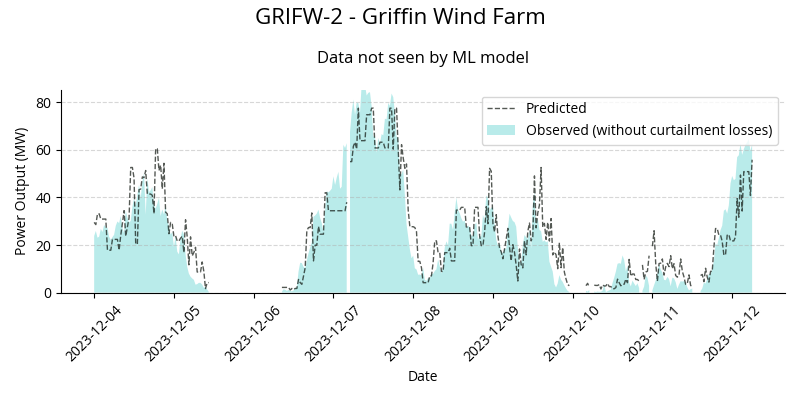 GRIFW-2 - Griffin Wind Farm
Data not seen by ML model
Predicted
Observed (without curtailment losses)
Power Output (MW)
80
60
40
20
0
2023-12-04
2023-12-05
2023-12-06
2023-12-07
2023-12-08
2023-12-09
2023-12-10
2023-12-11
2023-12-12
Date